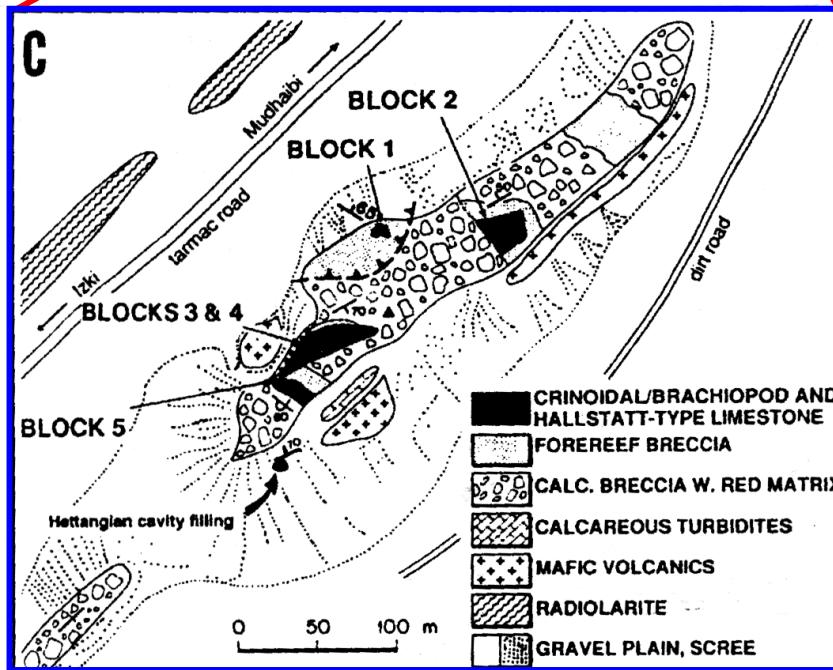 C
Mudhaibi
BLOCK 2
BLOCK 1
65
tarmac road
Izki
dirt road
BLOCKS 3 & 4
70
BLOCK 5
70
Hettangian cavity filling
0 50 100 m
CRINOIDAL/BRACHIOPOD AND
HALLSTATT-TYPE LIMESTONE
FOREREEF BRECCIA
CALC. BRECCIA W. RED MATRIX
CALCAREOUS TURBIDITES
MAFIC VOLCANICS
RADIOLARITE
GRAVEL PLAIN, SCREE